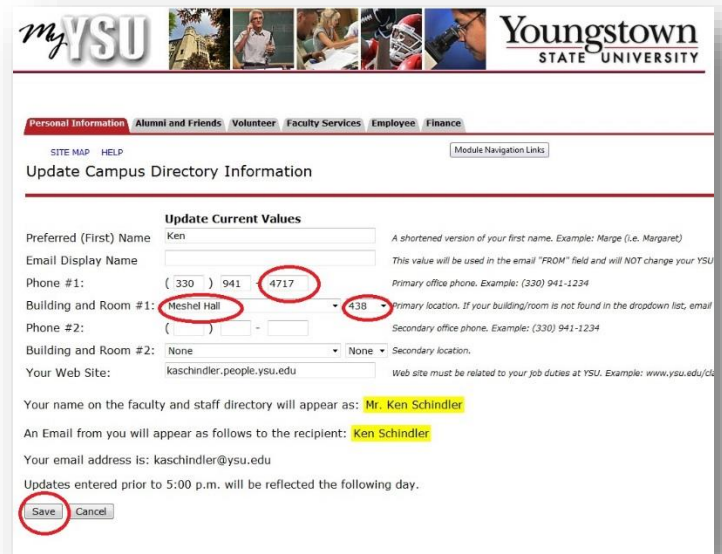 My YSU
Youngstown
STATE UNIVERSITY
Personal Information Alumni and Friends Volunteer Faculty Services Employee Finance
SITE MAP HELP Module Navigation Links
Update Campus Directory Information
Update Current Values
Preferred (First) Name Ken A shortened version of your first name. Example: Marge (i.e. Margaret)
Email Display Name This value will be used in the email "FROM" field and will NOT change your YSU
Phone #1: ( 330 ) 941 - 4717 Primary office phone. Example: (330) 941-1234
Building and Room #1: Meshel Hall 438 Primary location. If your building/room is not found in the dropdown list, email
Phone #2: ( ) - Secondary office phone. Example: (330) 941-1234
Building and Room #2: None None Secondary location.
Your Web Site: kaschindler.people.ysu.edu Web site must be related to your job duties at YSU. Example: www.ysu.edu/cla
Your name on the faculty and staff directory will appear as: Mr. Ken Schindler
An Email from you will appear as follows to the recipient: Ken Schindler
Your email address is: kaschindler@ysu.edu
Updates entered prior to 5:00 p.m. will be reflected the following day.
Save Cancel